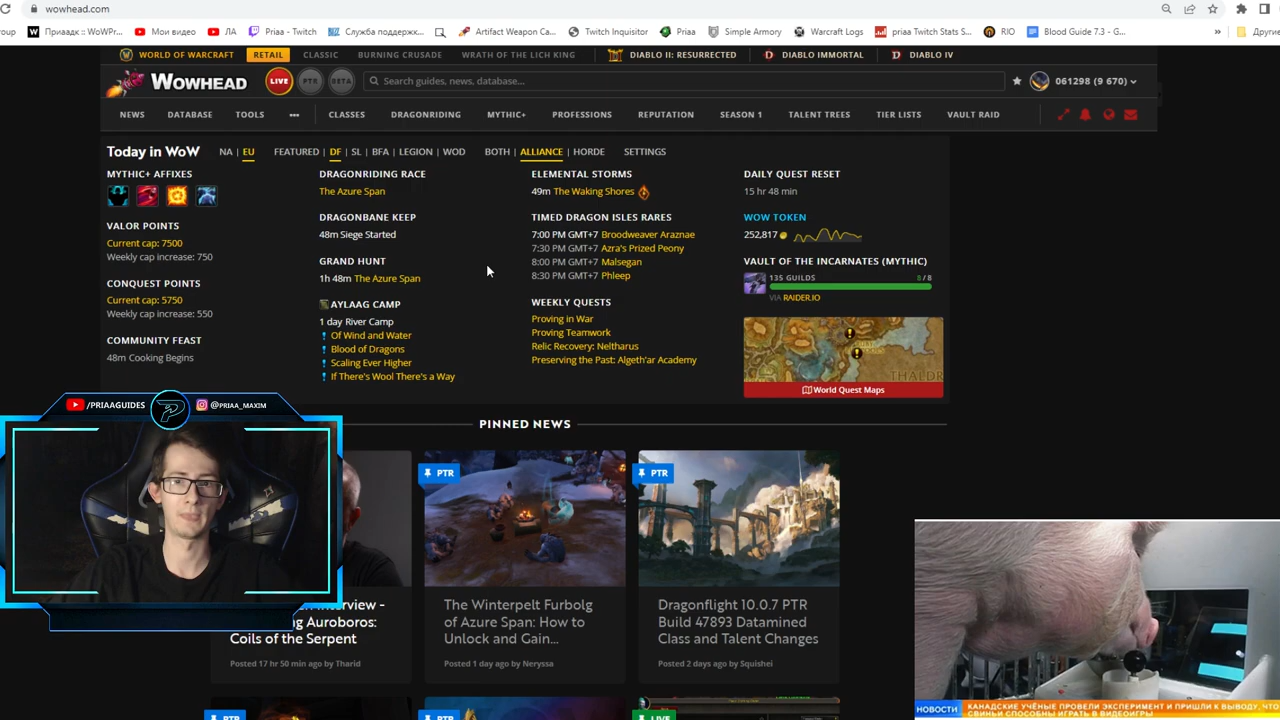 wowhead.com
roup
Приаадк :: WoWPr...
Мои видео
ЛА
Priaa - Twitch
Служба поддержк...
Artifact Weapon Ca...
Twitch Inquisitor
Priaa
Simple Armory
Warcraft Logs
priaa Twitch Stats S...
RIO
Blood Guide 7.3 - G...
»
Другие
WORLD OF WARCRAFT
RETAIL
CLASSIC
BURNING CRUSADE
WRATH OF THE LICH KING
DIABLO II: RESURRECTED
DIABLO IMMORTAL
DIABLO IV
WOWHEAD
LIVE
PTR
BETA
Search guides, news, database...
061298 (9 670)
NEWS
DATABASE
TOOLS
•••
CLASSES
DRAGONRIDING
MYTHIC+
PROFESSIONS
REPUTATION
SEASON 1
TALENT TREES
TIER LISTS
VAULT RAID
Today in WoW
NA | EU
FEATURED | DF | SL | BFA | LEGION | WOD
BOTH | ALLIANCE | HORDE
SETTINGS
MYTHIC+ AFFIXES
VALOR POINTS
Current cap: 7500
Weekly cap increase: 750
CONQUEST POINTS
Current cap: 5750
Weekly cap increase: 550
COMMUNITY FEAST
48m Cooking Begins
DRAGONRIDING RACE
The Azure Span
DRAGONBANE KEEP
48m Siege Started
GRAND HUNT
1h 48m The Azure Span
AYLAAG CAMP
1 day River Camp
Of Wind and Water
Blood of Dragons
Scaling Ever Higher
If There's Wool There's a Way
ELEMENTAL STORMS
49m The Waking Shores
TIMED DRAGON ISLES RARES
7:00 PM GMT+7 Broodweaver Araznae
7:30 PM GMT+7 Azra's Prized Peony
8:00 PM GMT+7 Malsegan
8:30 PM GMT+7 Phleep
WEEKLY QUESTS
Proving in War
Proving Teamwork
Relic Recovery: Neltharus
Preserving the Past: Algeth'ar Academy
DAILY QUEST RESET
15 hr 48 min
WOW TOKEN
252,817
VAULT OF THE INCARNATES (MYTHIC)
135 GUILDS
8/8
VIA RAIDER.IO
THALDR
World Quest Maps
/PRIAAGUIDES
@PRIAA_MAXIM
PINNED NEWS
PTR
PTR
Interview -
Auroboros:
Coils of the Serpent
Posted 17 hr 50 min ago by Tharid
The Winterpelt Furbolg
of Azure Span: How to
Unlock and Gain...
Posted 1 day ago by Neryssa
Dragonflight 10.0.7 PTR
Build 47893 Datamined
Class and Talent Changes
Posted 2 days ago by Squishei
PTR
PTR
LIVE
НОВОСТИ
КАНАДСКИЕ УЧЁНЫЕ ПРОВЕЛИ ЭКСПЕРИМЕНТ И ПРИШЛИ К ВЫВОДУ, ЧТО
СВИНЬИ СПОСОБНЫ ИГРАТЬ В ВИДЕОИГРЫ